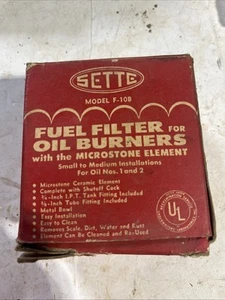 SETTE
MODEL F-10B
FUEL FILTER FOR
OIL BURNERS
with the MICROSTONE ELEMENT
Small to Medium Installations
For Oil Nos. 1 and 2
• Microstone Ceramic Element
• Complete with Shutoff Cock
• ¼-Inch I.P.T. Tank Fitting Included
• ⅜-Inch Tube Fitting Included
• Metal Bowl
• Easy Installation
• Easy to Clean
• Removes Scale, Dirt, Water and Rust
• Element Can Be Cleaned and Re-Used
UL